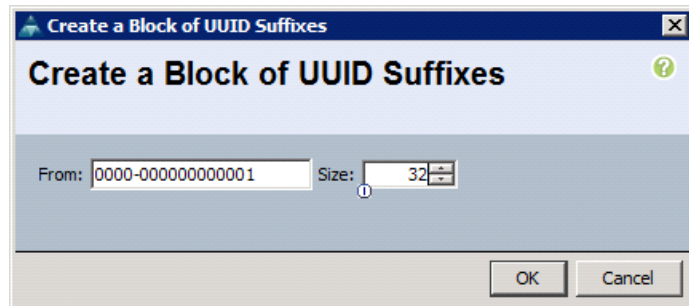 Create a Block of UUID Suffixes
Create a Block of UUID Suffixes
From: 0000-000000000001 Size: 32
OK Cancel